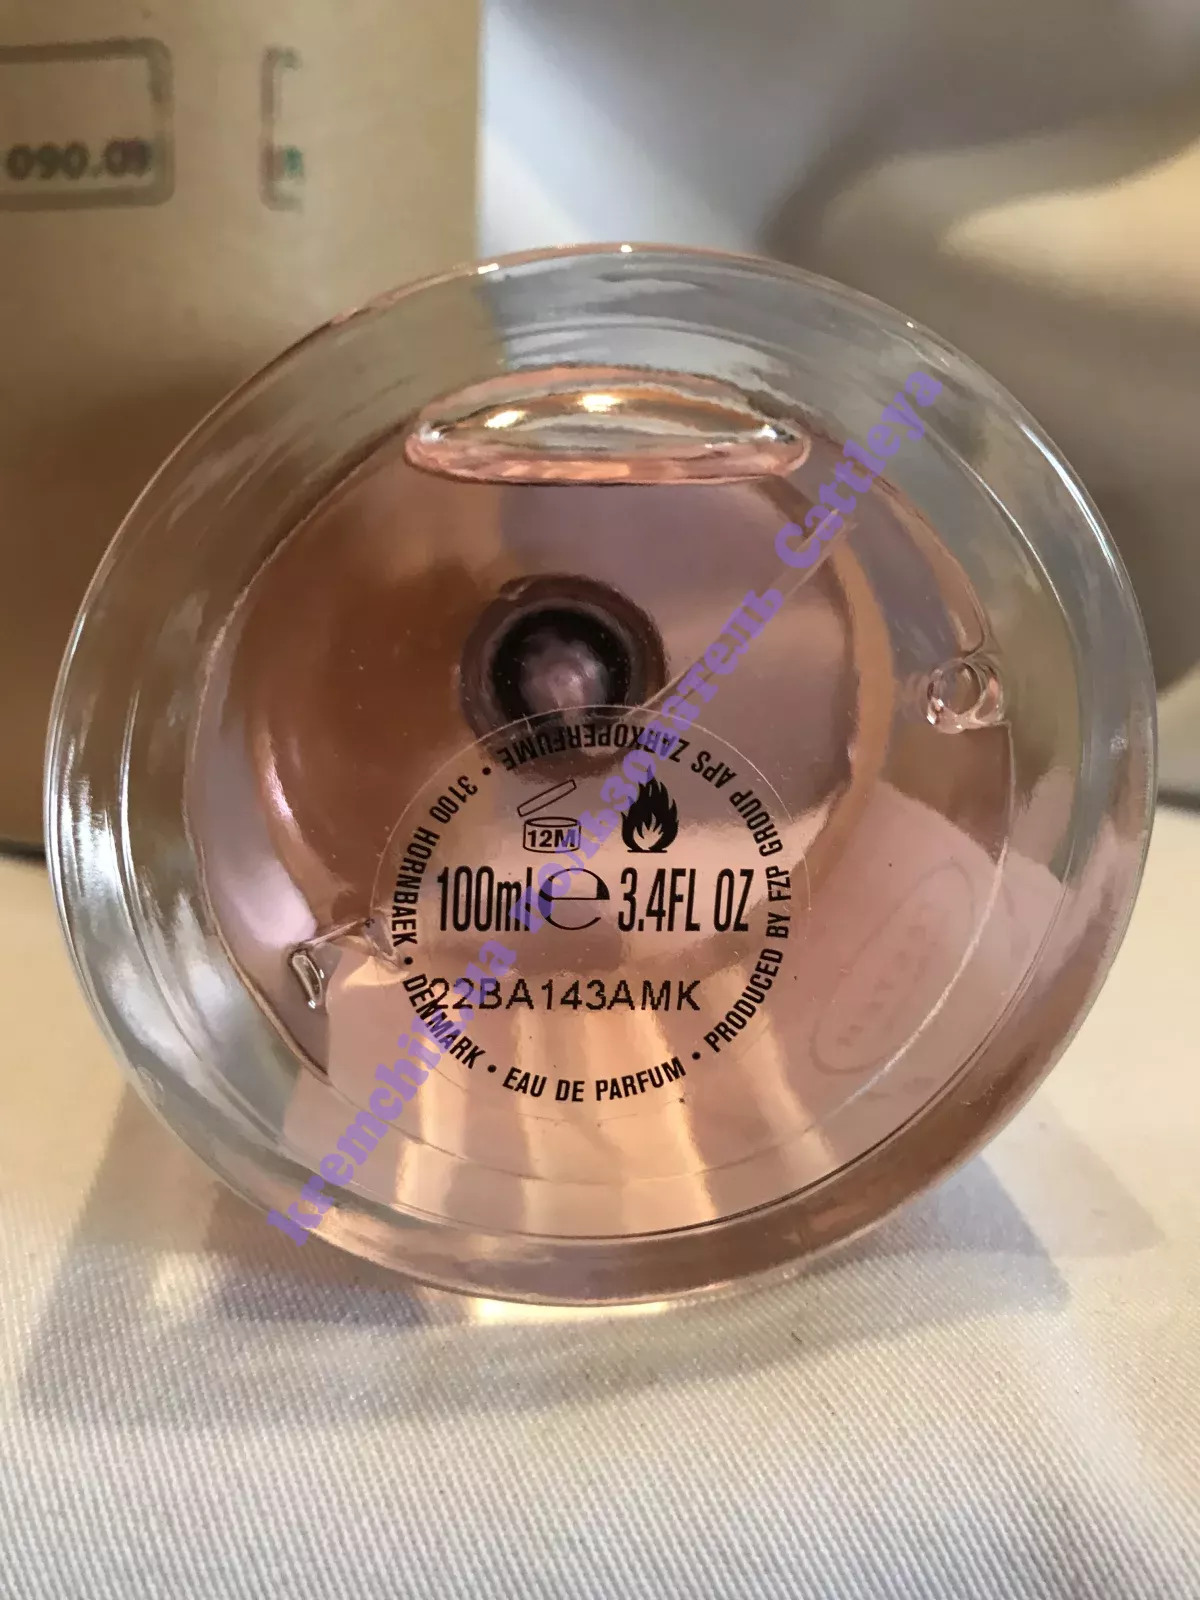 090.09
12M
100ml e 3.4FL OZ
22BA143AMK
EAU DE PARFUM • PRODUCED BY FZP GROUP APS ZARKOPERFUME • 3100 HORNBAEK • DENMARK •
kremchik.ua пользователь Cattleya